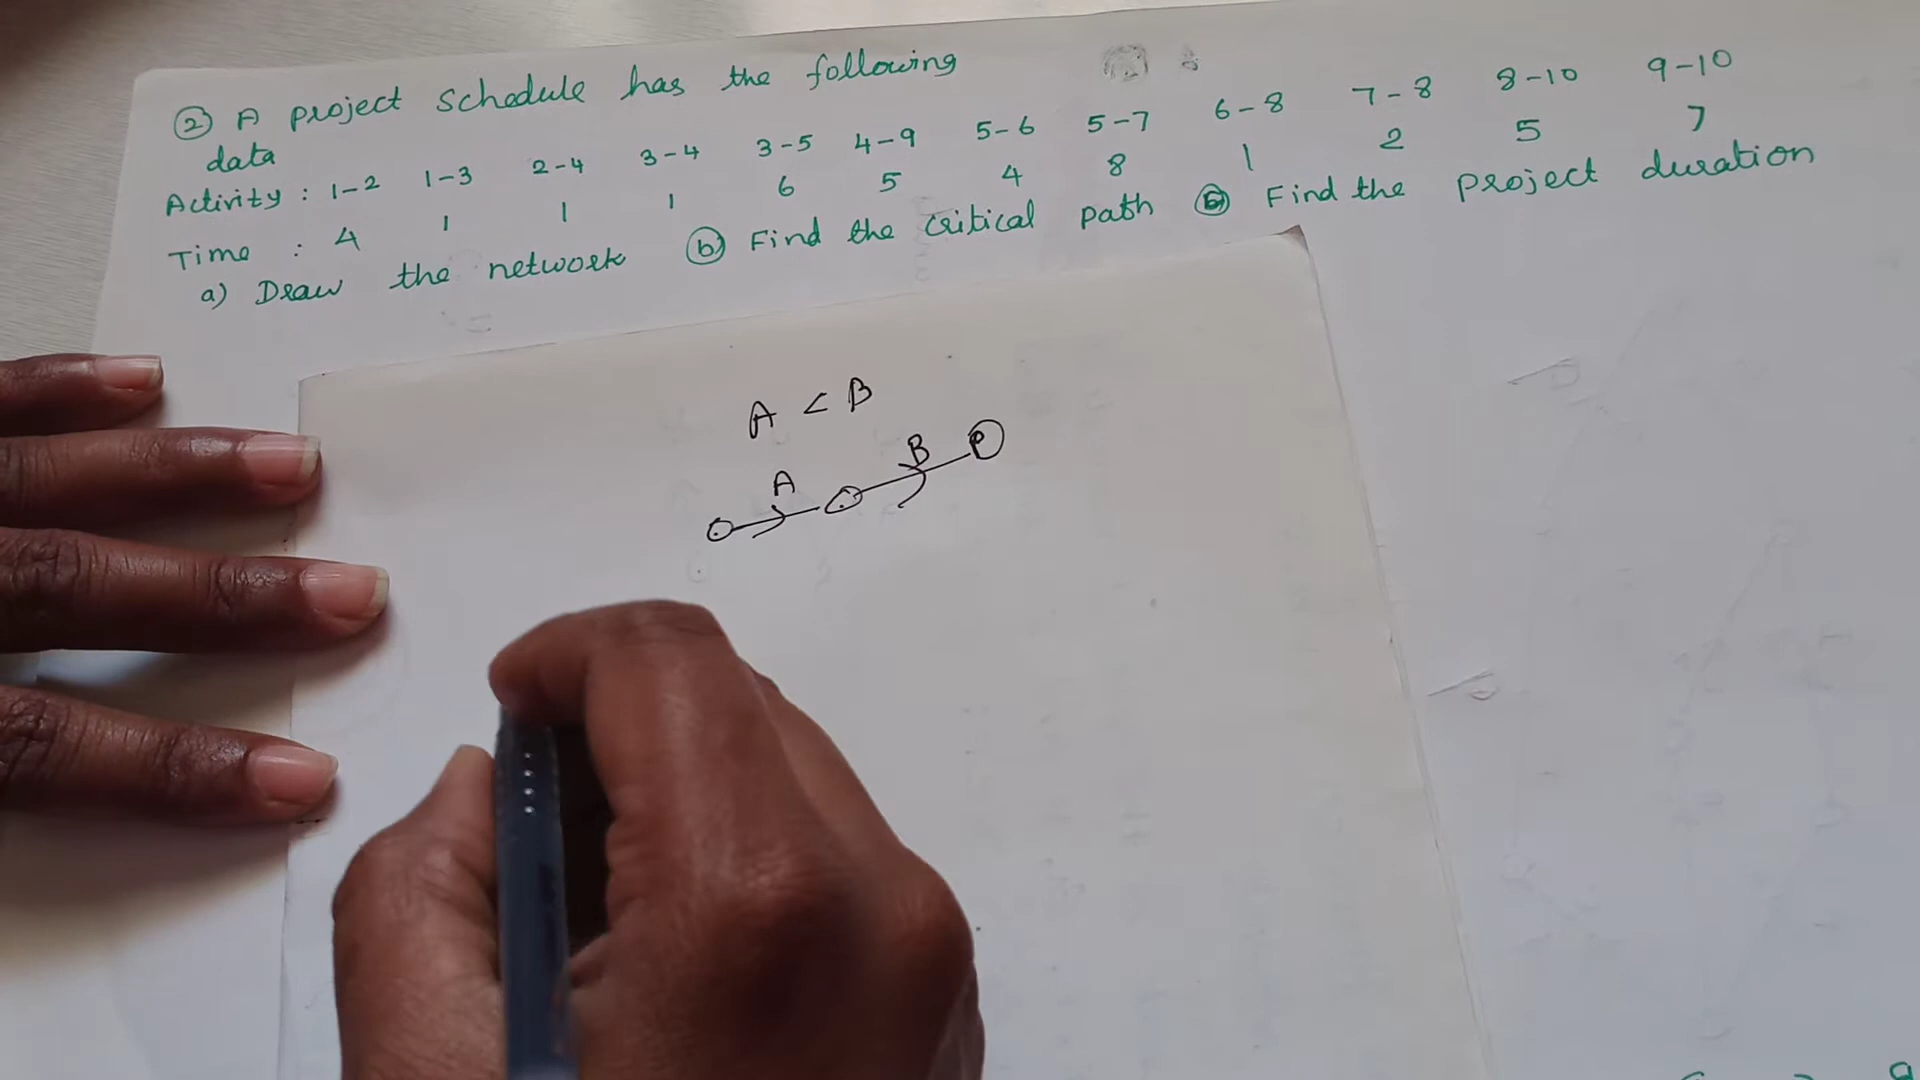 ② A project schedule has the following
data
Activity : 1-2 1-3 2-4 3-4 3-5 4-9 5-6 5-7 6-8 7-8 8-10 9-10
Time : 4 1 1 1 6 5 4 8 1 2 5 7
a) Draw the network ⓑ Find the critical path ⓒ Find the project duration
A < B
A B